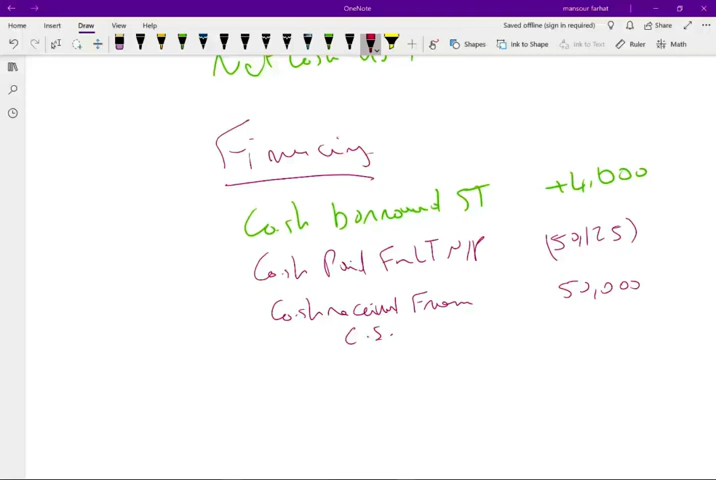 OneNote
mansour farhat
Home Insert Draw View Help
Saved offline (sign in required) Share
Shapes Ink to Shape Ink to Text Ruler Math
Net Cash
Financing
Cash borrowed ST +4,000
Cash Paid For LT N/P (50,125)
Cash received From 50,000
C.S.